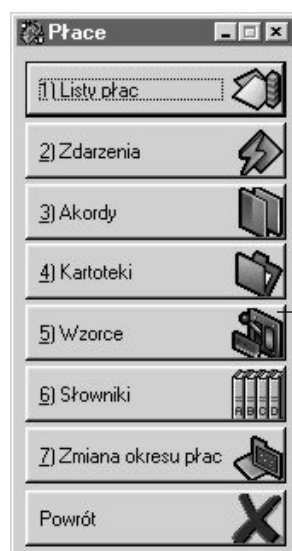 Płace
1) Listy płac
2) Zdarzenia
3) Akordy
4) Kartoteki
5) Wzorce
6) Słowniki
A B C D
7) Zmiana okresu płac
Powrót